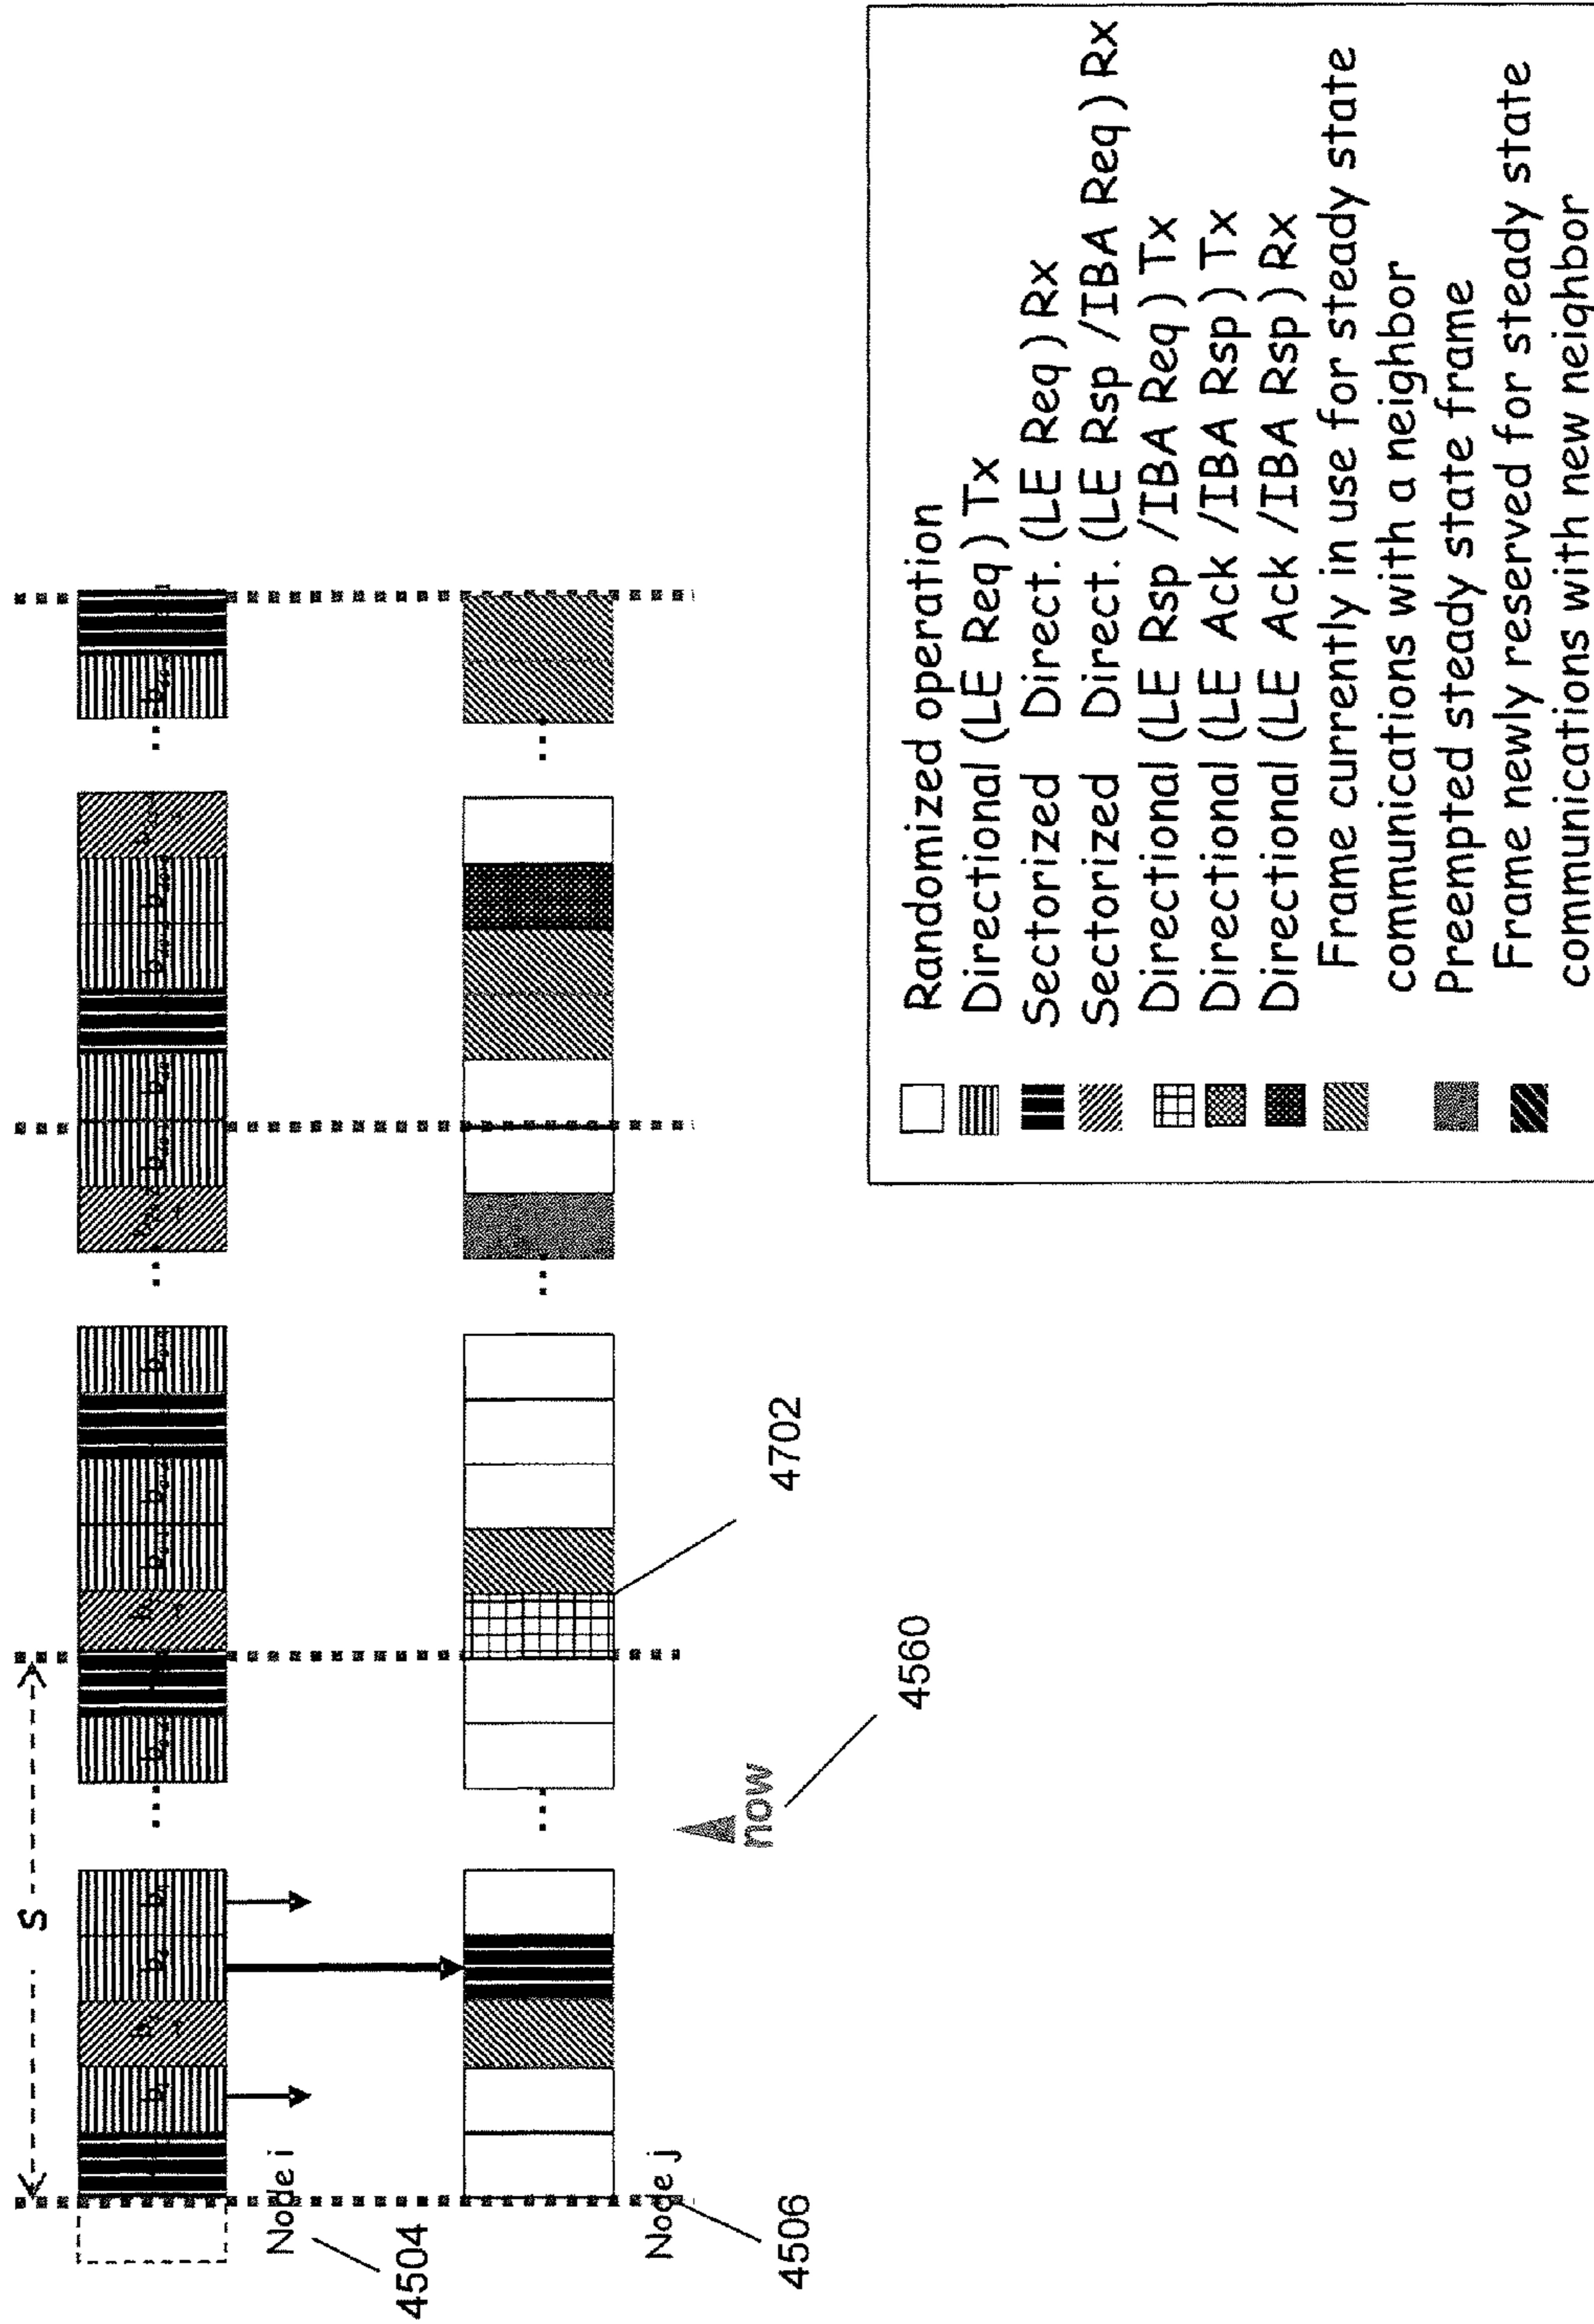 S
Node i
4504
Node j
4506
now
4560
4702
Randomized operation
Directional (LE Req) Tx
Sectorized Direct. (LE Req) Rx
Sectorized Direct. (LE Rsp /IBA Req) Rx
Directional (LE Rsp /IBA Req) Tx
Directional (LE Ack /IBA Rsp) Tx
Directional (LE Ack /IBA Rsp) Rx
Frame currently in use for steady state
communications with a neighbor
Preempted steady state frame
Frame newly reserved for steady state
communications with new neighbor